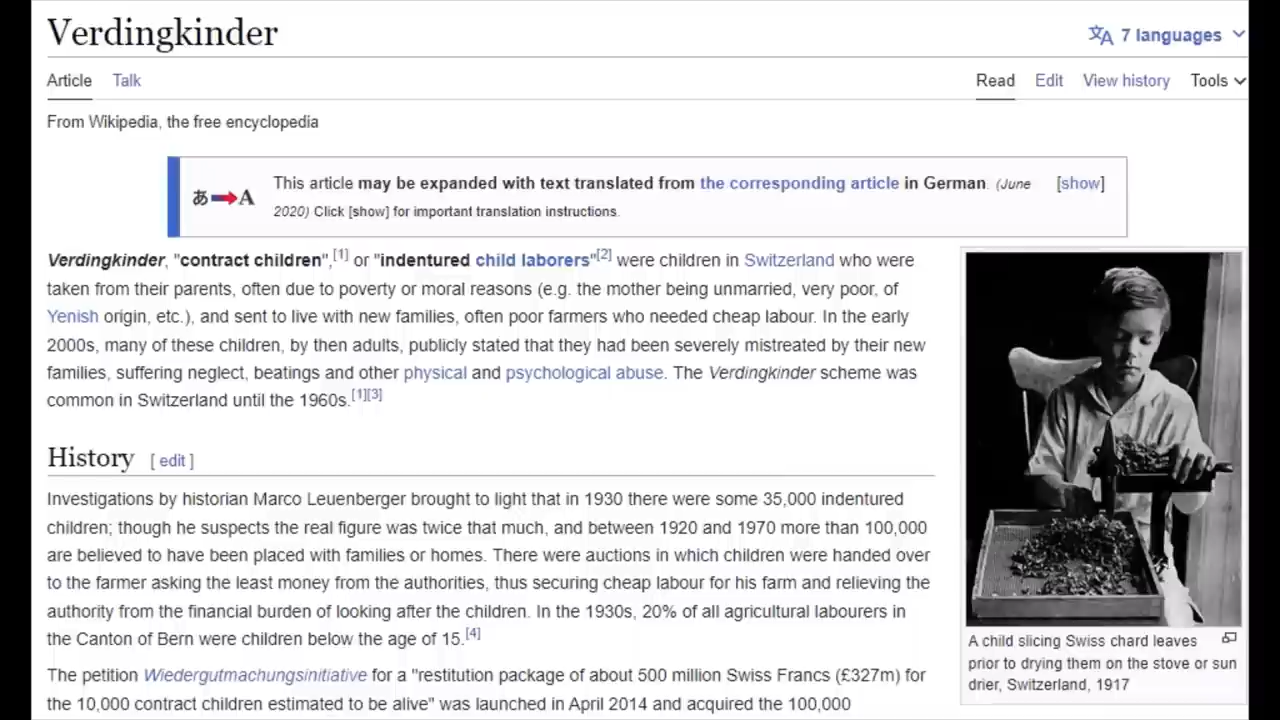 Verdingkinder
7 languages
Article Talk
Read Edit View history Tools
From Wikipedia, the free encyclopedia
This article may be expanded with text translated from the corresponding article in German. (June [show]
2020) Click [show] for important translation instructions.
Verdingkinder, "contract children",[1] or "indentured child laborers"[2] were children in Switzerland who were
taken from their parents, often due to poverty or moral reasons (e.g. the mother being unmarried, very poor, of
Yenish origin, etc.), and sent to live with new families, often poor farmers who needed cheap labour. In the early
2000s, many of these children, by then adults, publicly stated that they had been severely mistreated by their new
families, suffering neglect, beatings and other physical and psychological abuse. The Verdingkinder scheme was
common in Switzerland until the 1960s.[1][3]
History [ edit ]
Investigations by historian Marco Leuenberger brought to light that in 1930 there were some 35,000 indentured
children; though he suspects the real figure was twice that much, and between 1920 and 1970 more than 100,000
are believed to have been placed with families or homes. There were auctions in which children were handed over
to the farmer asking the least money from the authorities, thus securing cheap labour for his farm and relieving the
authority from the financial burden of looking after the children. In the 1930s, 20% of all agricultural labourers in
the Canton of Bern were children below the age of 15.[4]
The petition Wiedergutmachungsinitiative for a "restitution package of about 500 million Swiss Francs (£327m) for
the 10,000 contract children estimated to be alive" was launched in April 2014 and acquired the 100,000
A child slicing Swiss chard leaves
prior to drying them on the stove or sun
drier, Switzerland, 1917